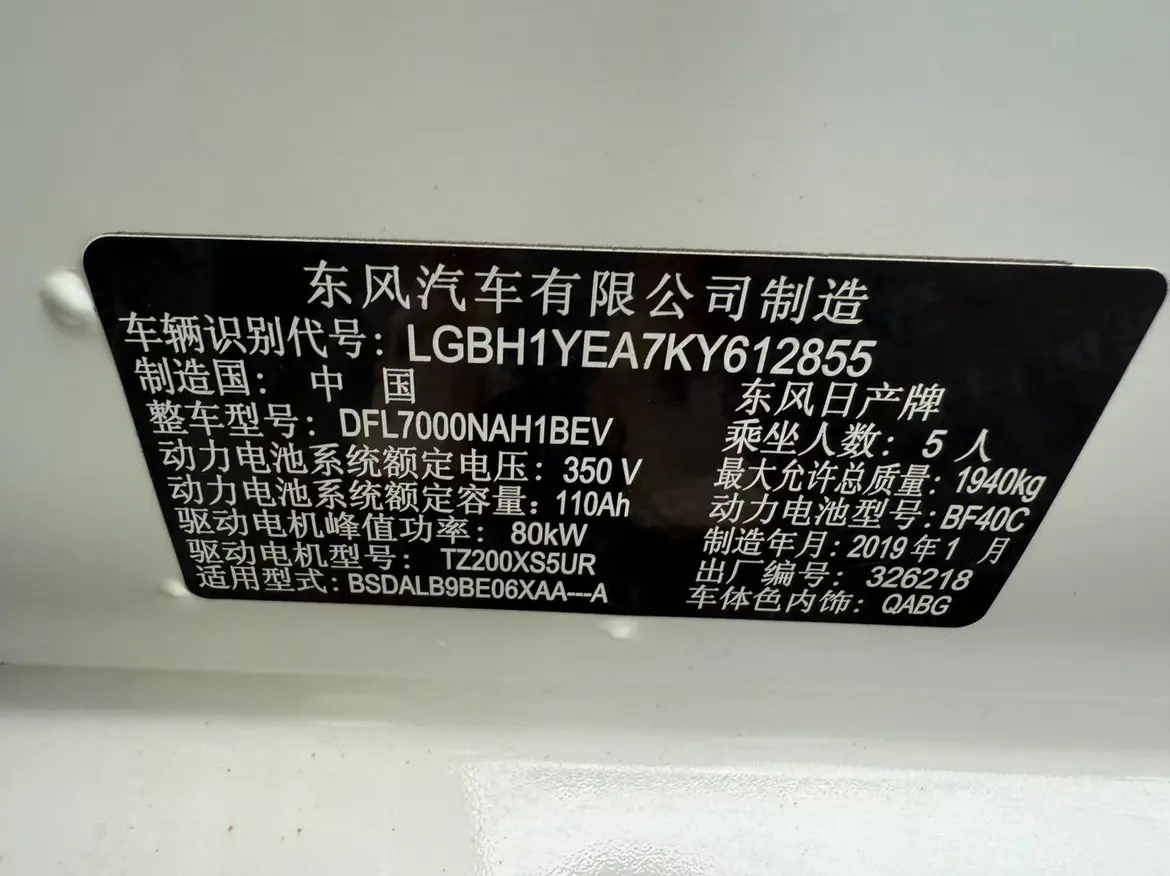 东风汽车有限公司制造
车辆识别代号：LGBH1YEA7KY612855
制造国：中 国 东风日产牌
整车型号：DFL7000NAH1BEV 乘坐人数：5 人
动力电池系统额定电压：350 V 最大允许总质量：1940kg
动力电池系统额定容量：110Ah 动力电池型号：BF40C
驱动电机峰值功率：80kW 制造年月：2019 年 1 月
驱动电机型号：TZ200XS5UR 出厂编号：326218
适用型式：BSDALB9BE06XAA---A 车体色内饰：QABG